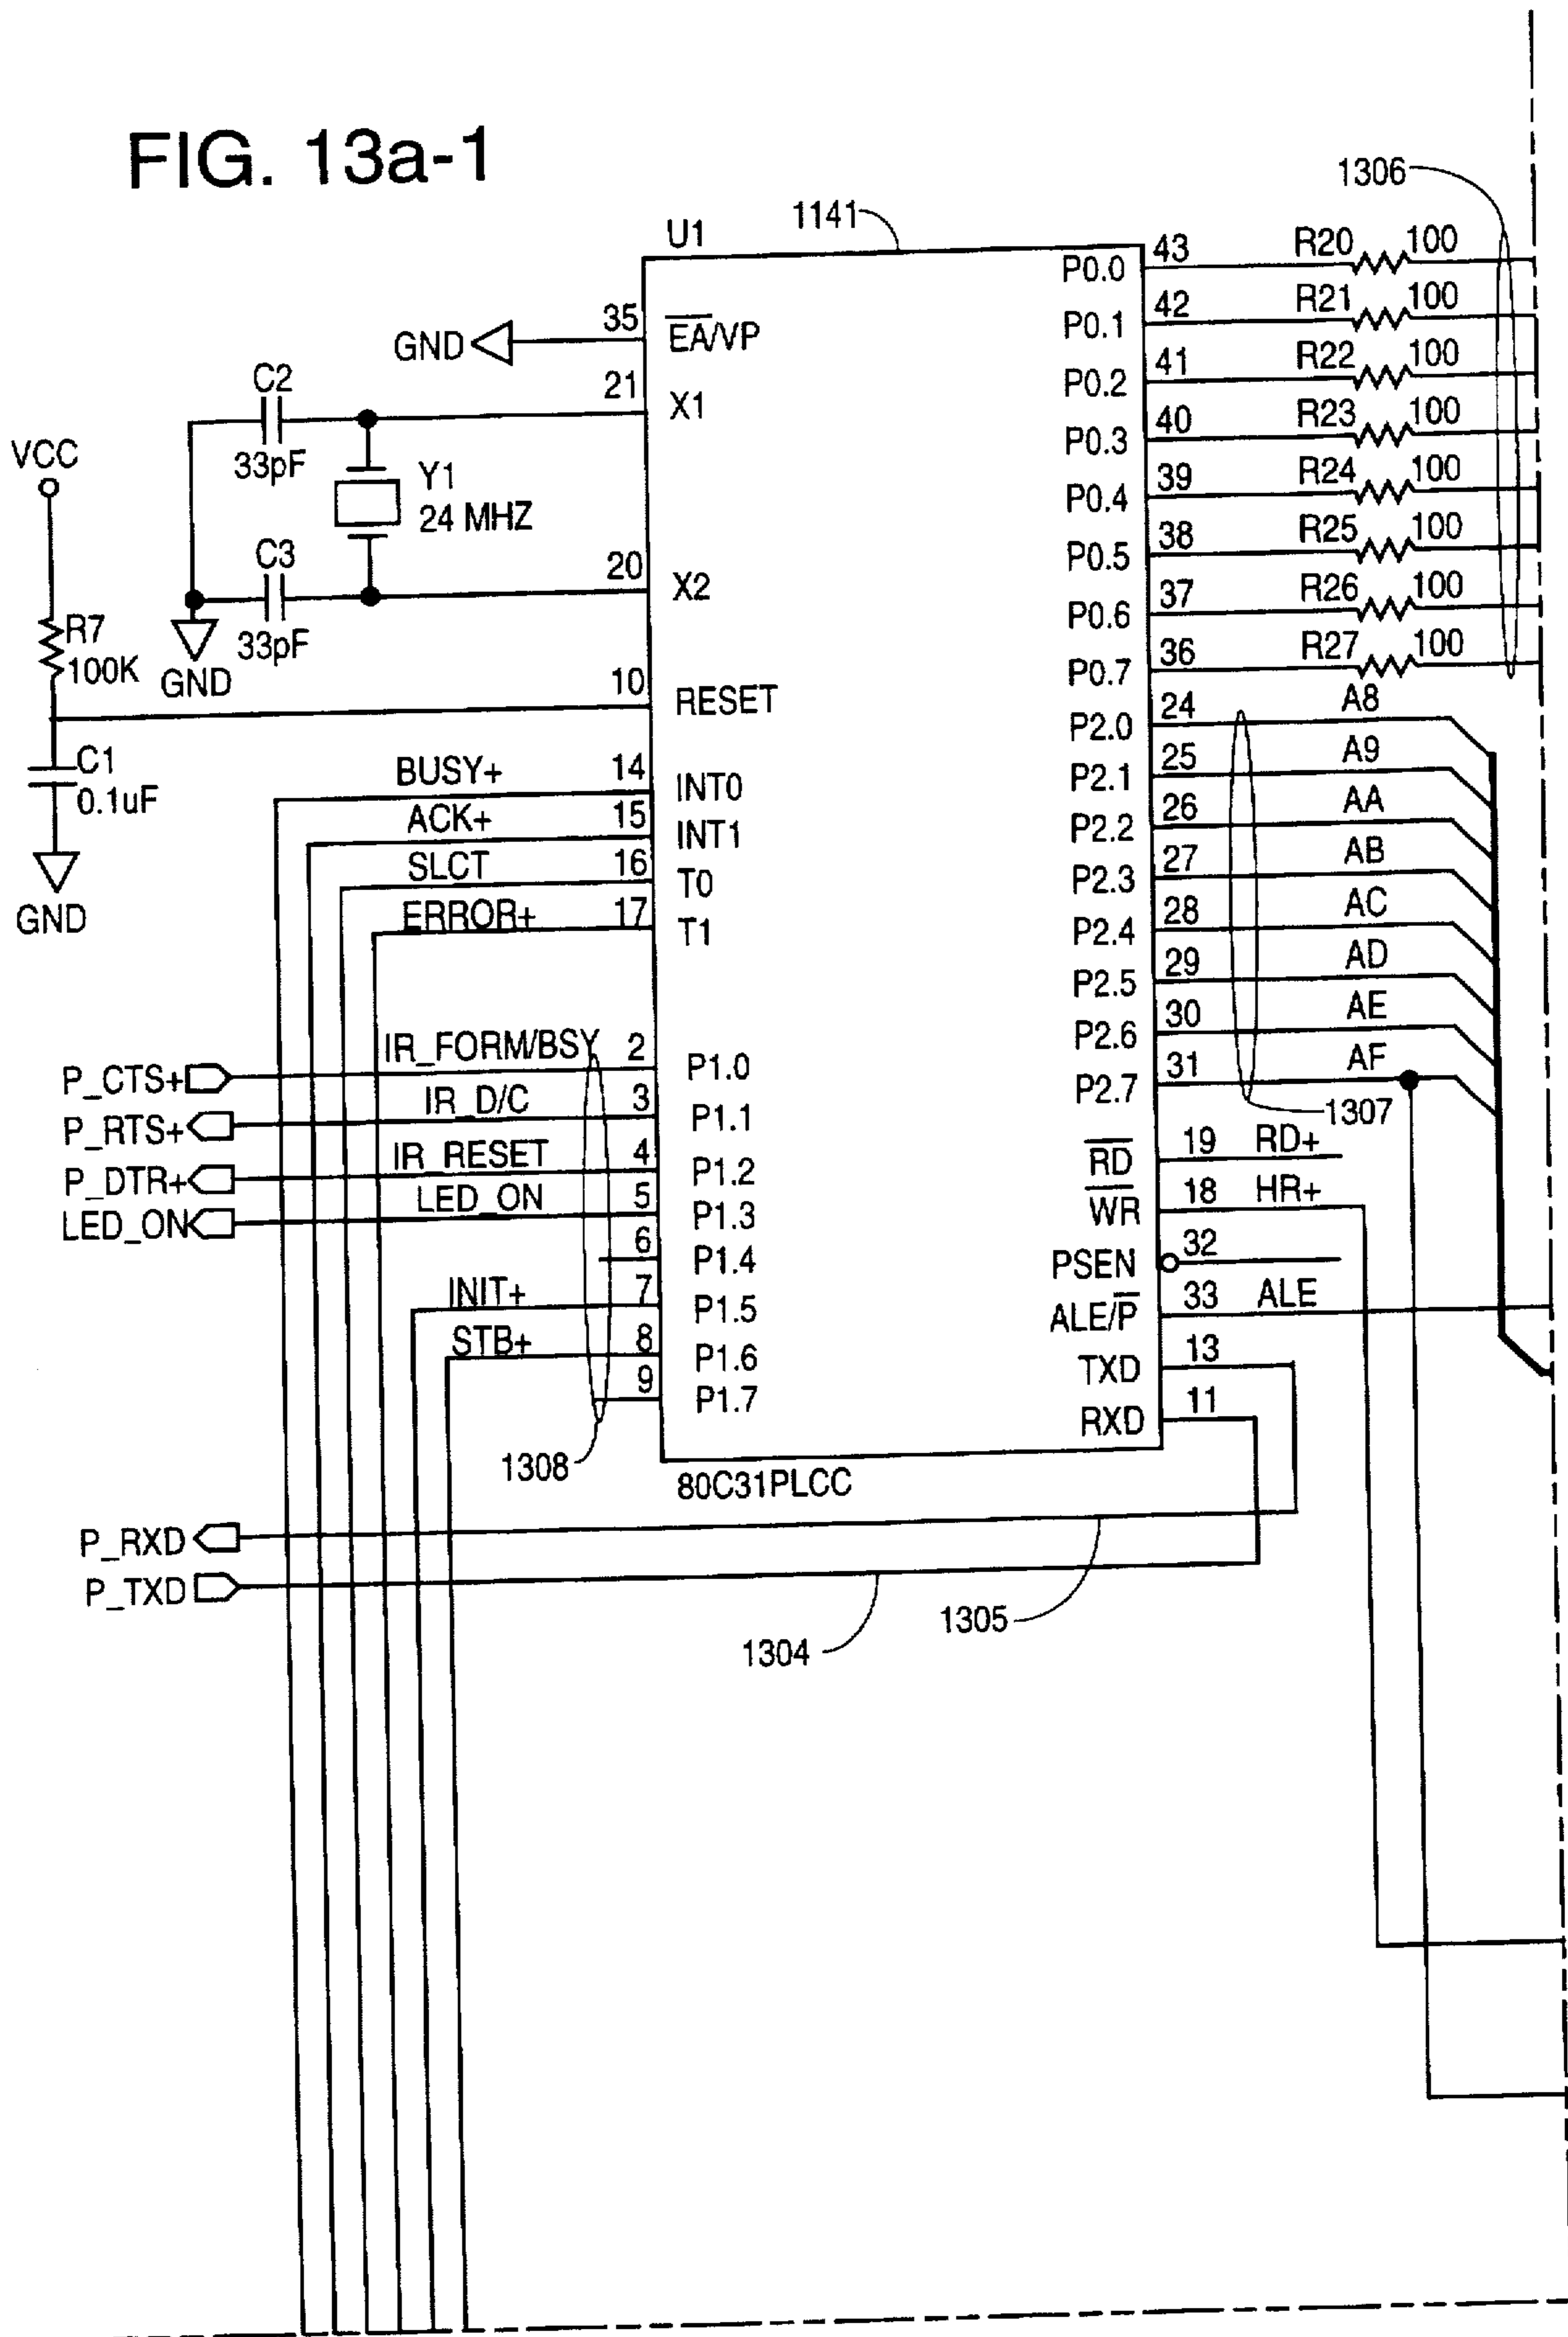 FIG. 13a-1
1306
U1
1141
P0.0 43 R20 100
35 EA/VP
GND
P0.1 42 R21 100
21 X1
C2
33pF
P0.2 41 R22 100
P0.3 40 R23 100
VCC
Y1
24 MHZ
P0.4 39 R24 100
C3
33pF
P0.5 38 R25 100
20 X2
P0.6 37 R26 100
R7
100K
GND
P0.7 36 R27 100
10 RESET
P2.0 24 A8
C1
0.1uF
GND
BUSY+ 14 INT0
P2.1 25 A9
ACK+ 15 INT1
P2.2 26 AA
SLCT 16 T0
P2.3 27 AB
ERROR+ 17 T1
P2.4 28 AC
P2.5 29 AD
P_CTS+ IR_FORM/BSY 2 P1.0
P2.6 30 AE
P_RTS+ IR_D/C 3 P1.1
P2.7 31 AF
1307
P_DTR+ IR_RESET 4 P1.2
RD 19 RD+
LED_ON LED_ON 5 P1.3
WR 18 HR+
6 P1.4
PSEN 32
INIT+ 7 P1.5
ALE/P 33 ALE
STB+ 8 P1.6
TXD 13
9 P1.7
RXD 11
1308
80C31PLCC
P_RXD
P_TXD
1305
1304